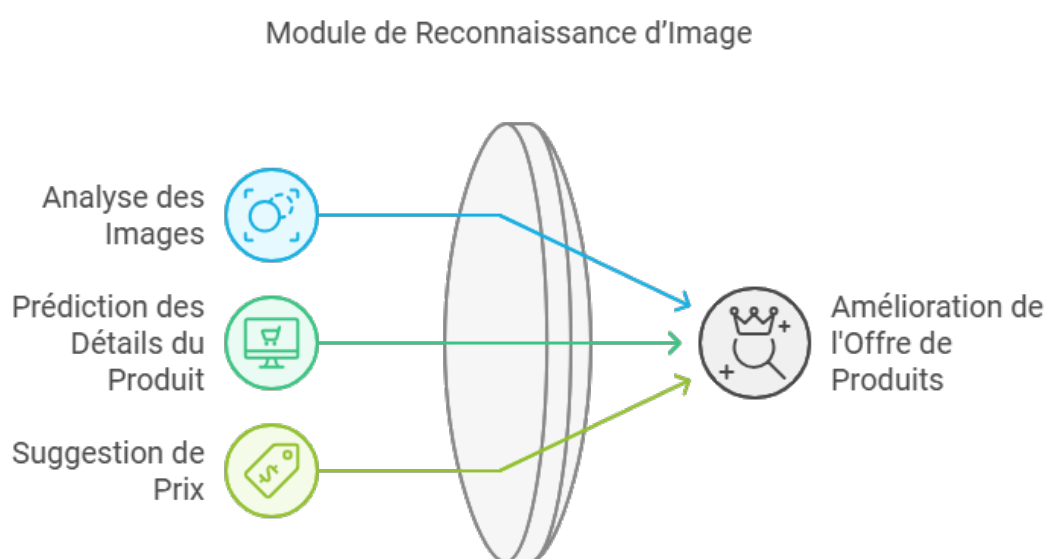 Module de Reconnaissance d’Image
Analyse des
Images
Prédiction des
Détails du
Produit
Suggestion de
Prix
Amélioration de
l'Offre de
Produits